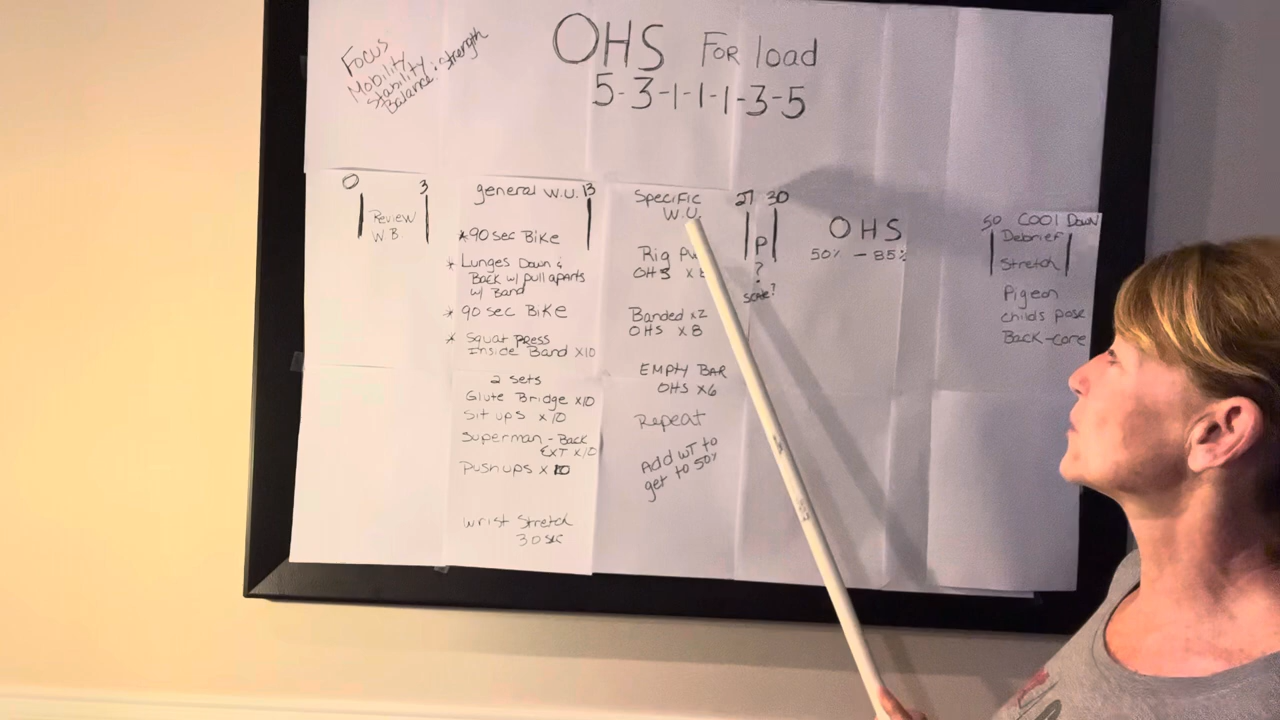 Focus
Mobility
Stability
Balance : strength
OHS FOR load
5-3-1-1-1-3-5
0 3
Review
W.B.
general W.U. 13
*90 sec Bike
* Lunges Down &
Back w/ pull aparts
w/ Band
* 90 sec Bike
* Squat Press
Inside Band x10
2 sets
Glute Bridge x10
Sit ups x10
Superman - Back
EXT x10
Push ups x 10
Wrist Stretch
30 sec
Specific
W.U.
Rig
OHS x
Banded x2
OHS x8
EMPTY BAR
OHS x6
Repeat
Add WT to
get to 50%
27 30
P
?
scale?
OHS
50% - 85%
50 COOl DOWN
Debrief
Stretch
Pigeon
childs pose
Back-core